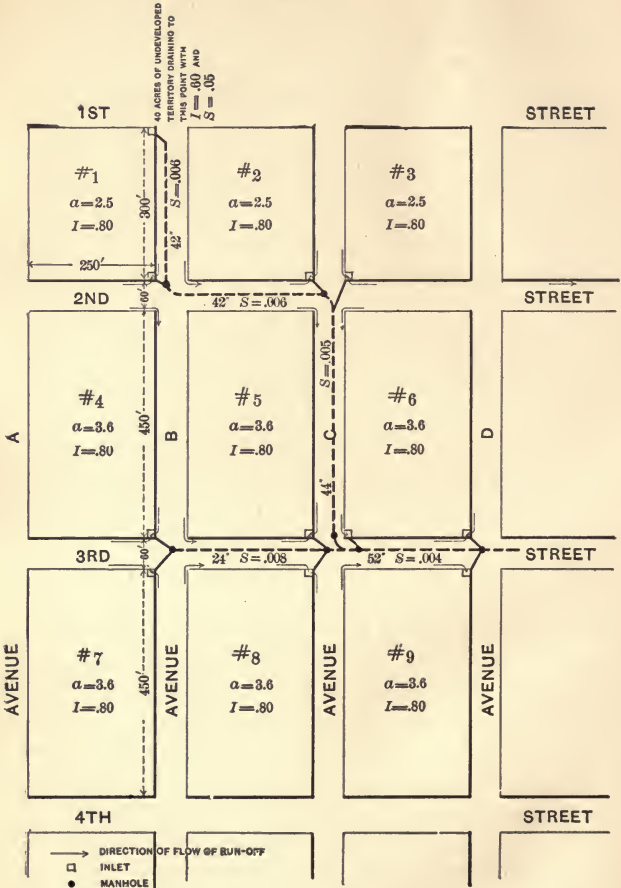 40 ACRES OF UNDEVELOPED
TERRITORY DRAINING TO
THIS POINT WITH
I=.60 AND
S=.05
1ST STREET
#1
a=2.5
I=.80
300'
250'
42" S=.006
#2
a=2.5
I=.80
#3
a=2.5
I=.80
2ND STREET
60'
42" S=.006
#4
a=3.6
I=.80
450'
#5
a=3.6
I=.80
44" S=.005
#6
a=3.6
I=.80
A
B
C
D
3RD STREET
60'
24" S=.008
52" S=.004
#7
a=3.6
I=.80
450'
#8
a=3.6
I=.80
#9
a=3.6
I=.80
AVENUE
AVENUE
AVENUE
AVENUE
4TH STREET
DIRECTION OF FLOW OF RUN-OFF
INLET
MANHOLE